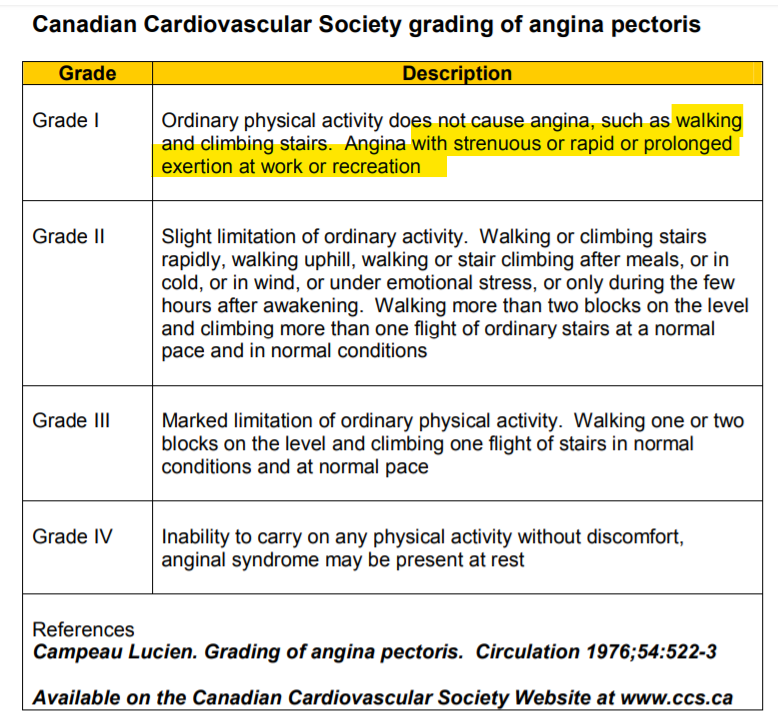 Canadian Cardiovascular Society grading of angina pectoris
Grade Description
Grade I
Ordinary physical activity does not cause angina, such as walking
and climbing stairs.  Angina with strenuous or rapid or prolonged
exertion at work or recreation
Grade II
Slight limitation of ordinary activity.  Walking or climbing stairs
rapidly, walking uphill, walking or stair climbing after meals, or in
cold, or in wind, or under emotional stress, or only during the few
hours after awakening.  Walking more than two blocks on the level
and climbing more than one flight of ordinary stairs at a normal
pace and in normal conditions
Grade III
Marked limitation of ordinary physical activity.  Walking one or two
blocks on the level and climbing one flight of stairs in normal
conditions and at normal pace
Grade IV
Inability to carry on any physical activity without discomfort,
anginal syndrome may be present at rest
References
Campeau Lucien. Grading of angina pectoris.  Circulation 1976;54:522-3
Available on the Canadian Cardiovascular Society Website at www.ccs.ca